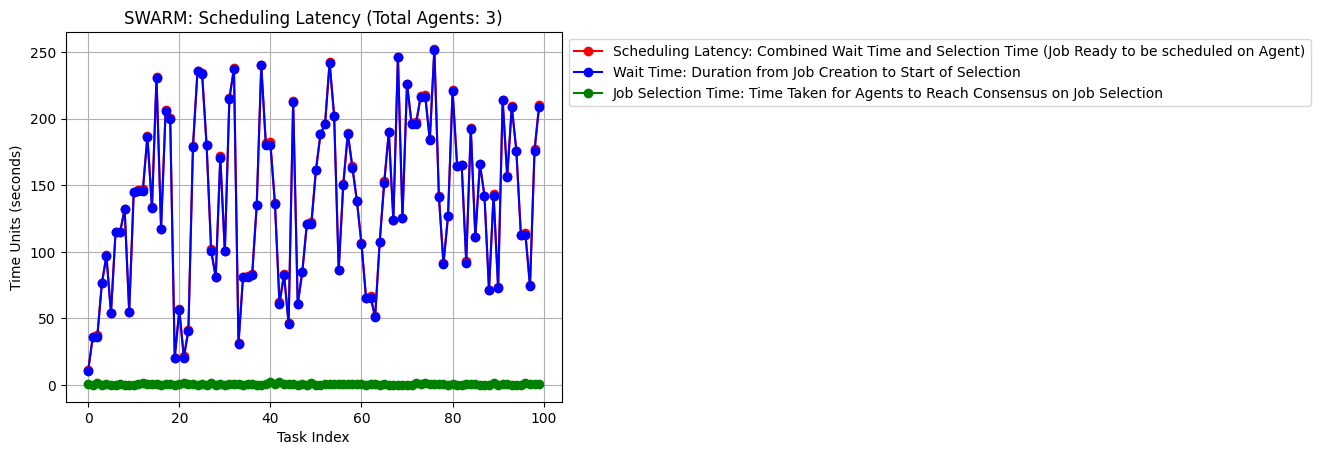 SWARM: Scheduling Latency (Total Agents: 3)
Scheduling Latency: Combined Wait Time and Selection Time (Job Ready to be scheduled on Agent)
Wait Time: Duration from Job Creation to Start of Selection
Job Selection Time: Time Taken for Agents to Reach Consensus on Job Selection
Time Units (seconds)
250
200
150
100
50
0
0 20 40 60 80 100
Task Index